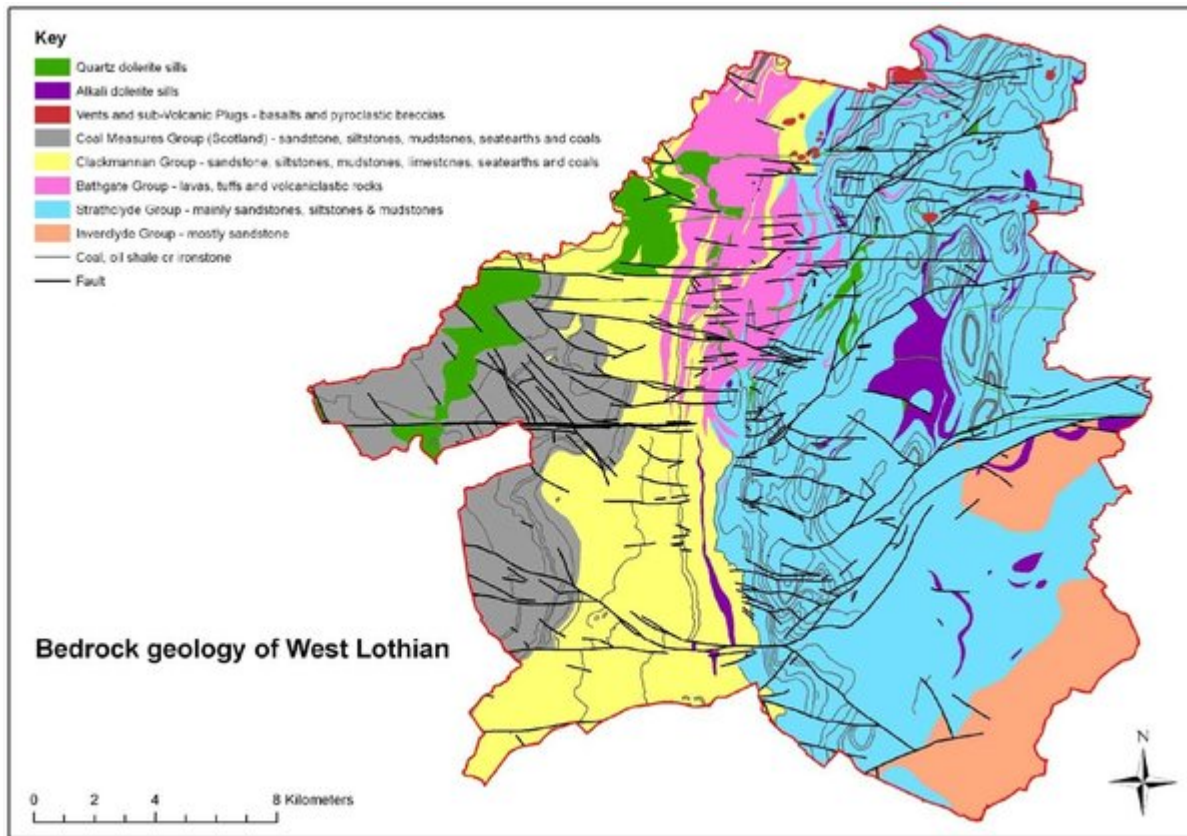 Key
Quartz dolerite sills
Alkali dolerite sills
Vents and sub-Volcanic Plugs - basalts and pyroclastic breccias
Coal Measures Group (Scotland) - sandstone, siltstones, mudstones, seatearths and coals
Clackmannan Group - sandstone, siltstones, mudstones, limestones, seatearths and coals
Bathgate Group - lavas, tuffs and volcaniclastic rocks
Strathclyde Group - mainly sandstones, siltstones & mudstones
Inverclyde Group - mostly sandstone
Coal, oil shale or ironstone
Fault
Bedrock geology of West Lothian
N
0 2 4 8 Kilometers